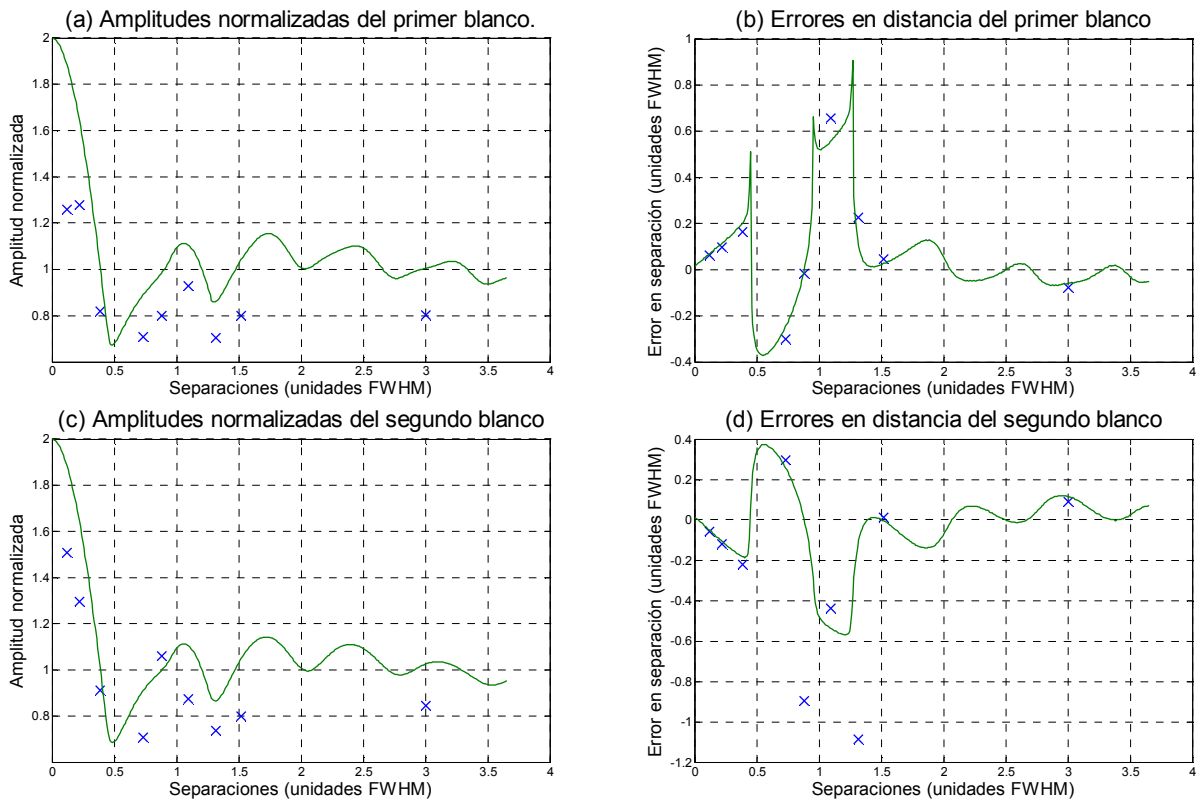 (a) Amplitudes normalizadas del primer blanco.
2
1.8
1.6
1.4
1.2
1
0.8
Amplitud normalizada
0 0.5 1 1.5 2 2.5 3 3.5 4
Separaciones (unidades FWHM)
(b) Errores en distancia del primer blanco
1
0.8
0.6
0.4
0.2
0
-0.2
-0.4
Error en separación (unidades FWHM)
0 0.5 1 1.5 2 2.5 3 3.5 4
Separaciones (unidades FWHM)
(c) Amplitudes normalizadas del segundo blanco
2
1.8
1.6
1.4
1.2
1
0.8
Amplitud normalizada
0 0.5 1 1.5 2 2.5 3 3.5 4
Separaciones (unidades FWHM)
(d) Errores en distancia del segundo blanco
0.4
0.2
0
-0.2
-0.4
-0.6
-0.8
-1
-1.2
Error en separación (unidades FWHM)
0 0.5 1 1.5 2 2.5 3 3.5 4
Separaciones (unidades FWHM)